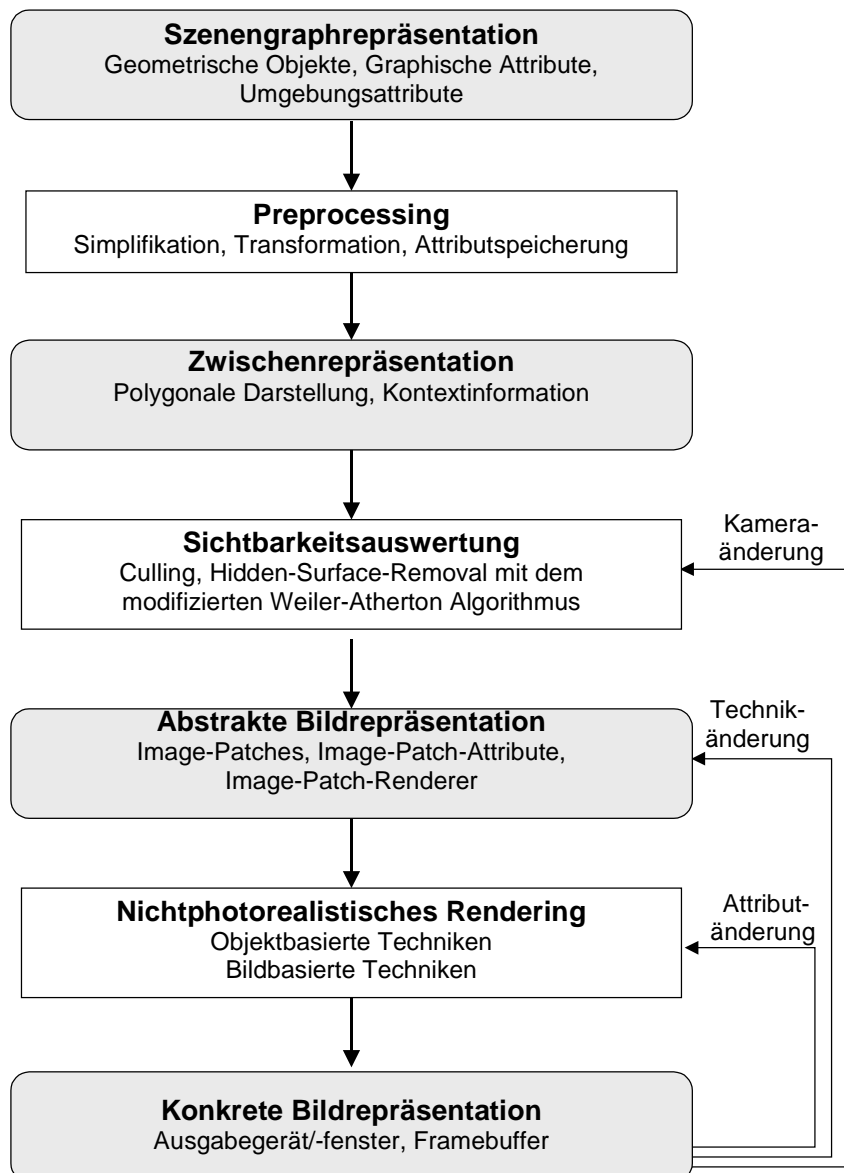 Szenengraphrepräsentation
Geometrische Objekte, Graphische Attribute,
Umgebungsattribute
Preprocessing
Simplifikation, Transformation, Attributspeicherung
Zwischenrepräsentation
Polygonale Darstellung, Kontextinformation
Sichtbarkeitsauswertung
Culling, Hidden-Surface-Removal mit dem
modifizierten Weiler-Atherton Algorithmus
Kamera-
änderung
Abstrakte Bildrepräsentation
Image-Patches, Image-Patch-Attribute,
Image-Patch-Renderer
Technik-
änderung
Nichtphotorealistisches Rendering
Objektbasierte Techniken
Bildbasierte Techniken
Attribut-
änderung
Konkrete Bildrepräsentation
Ausgabegerät/-fenster, Framebuffer